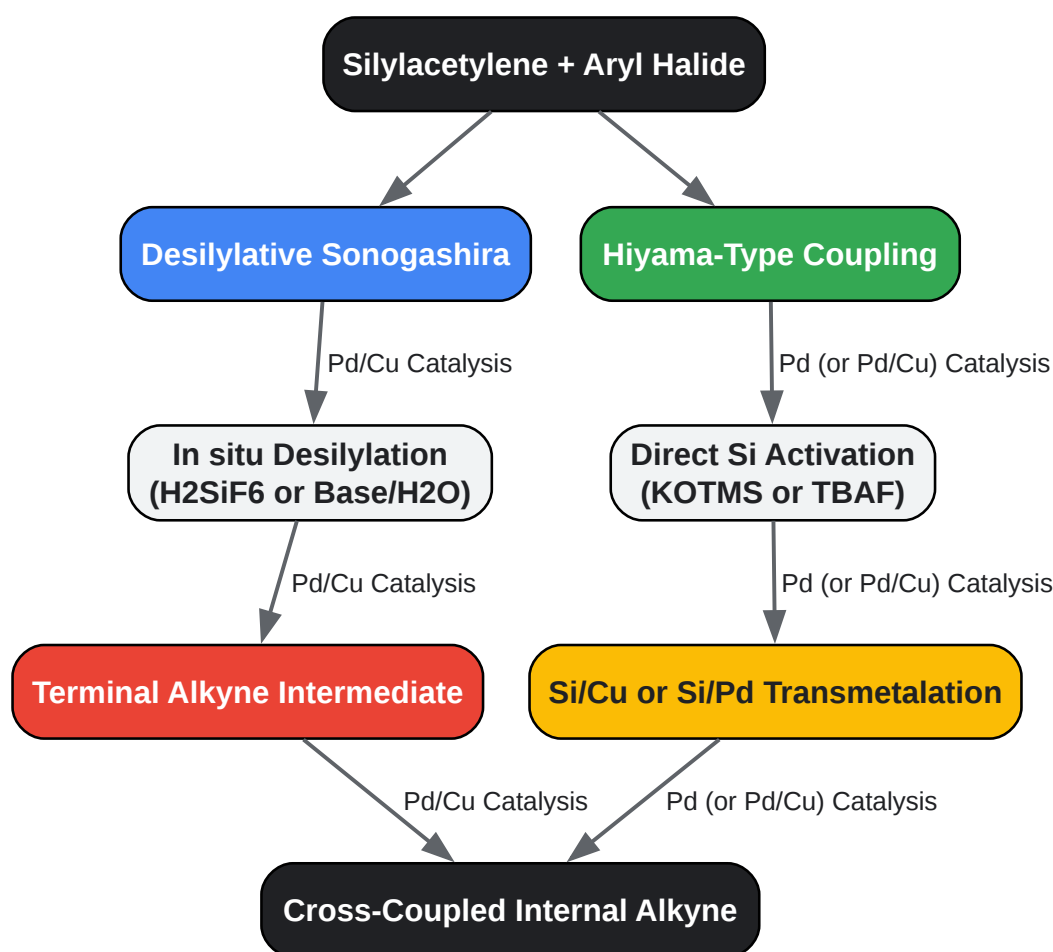 Silylacetylene + Aryl Halide
Desilylative Sonogashira
Hiyama-Type Coupling
Pd/Cu Catalysis
Pd (or Pd/Cu) Catalysis
In situ Desilylation
(H2SiF6 or Base/H2O)
Direct Si Activation
(KOTMS or TBAF)
Pd/Cu Catalysis
Pd (or Pd/Cu) Catalysis
Terminal Alkyne Intermediate
Si/Cu or Si/Pd Transmetalation
Pd/Cu Catalysis
Pd (or Pd/Cu) Catalysis
Cross-Coupled Internal Alkyne